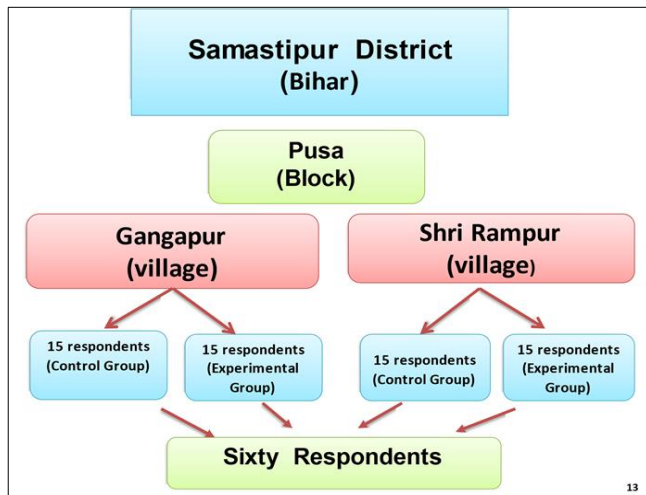 Samastipur District
(Bihar)
Pusa
(Block)
Gangapur
(village)
Shri Rampur
(village)
15 respondents
(Control Group)
15 respondents
(Experimental
Group)
15 respondents
(Control Group)
15 respondents
(Experimental
Group)
Sixty Respondents
13